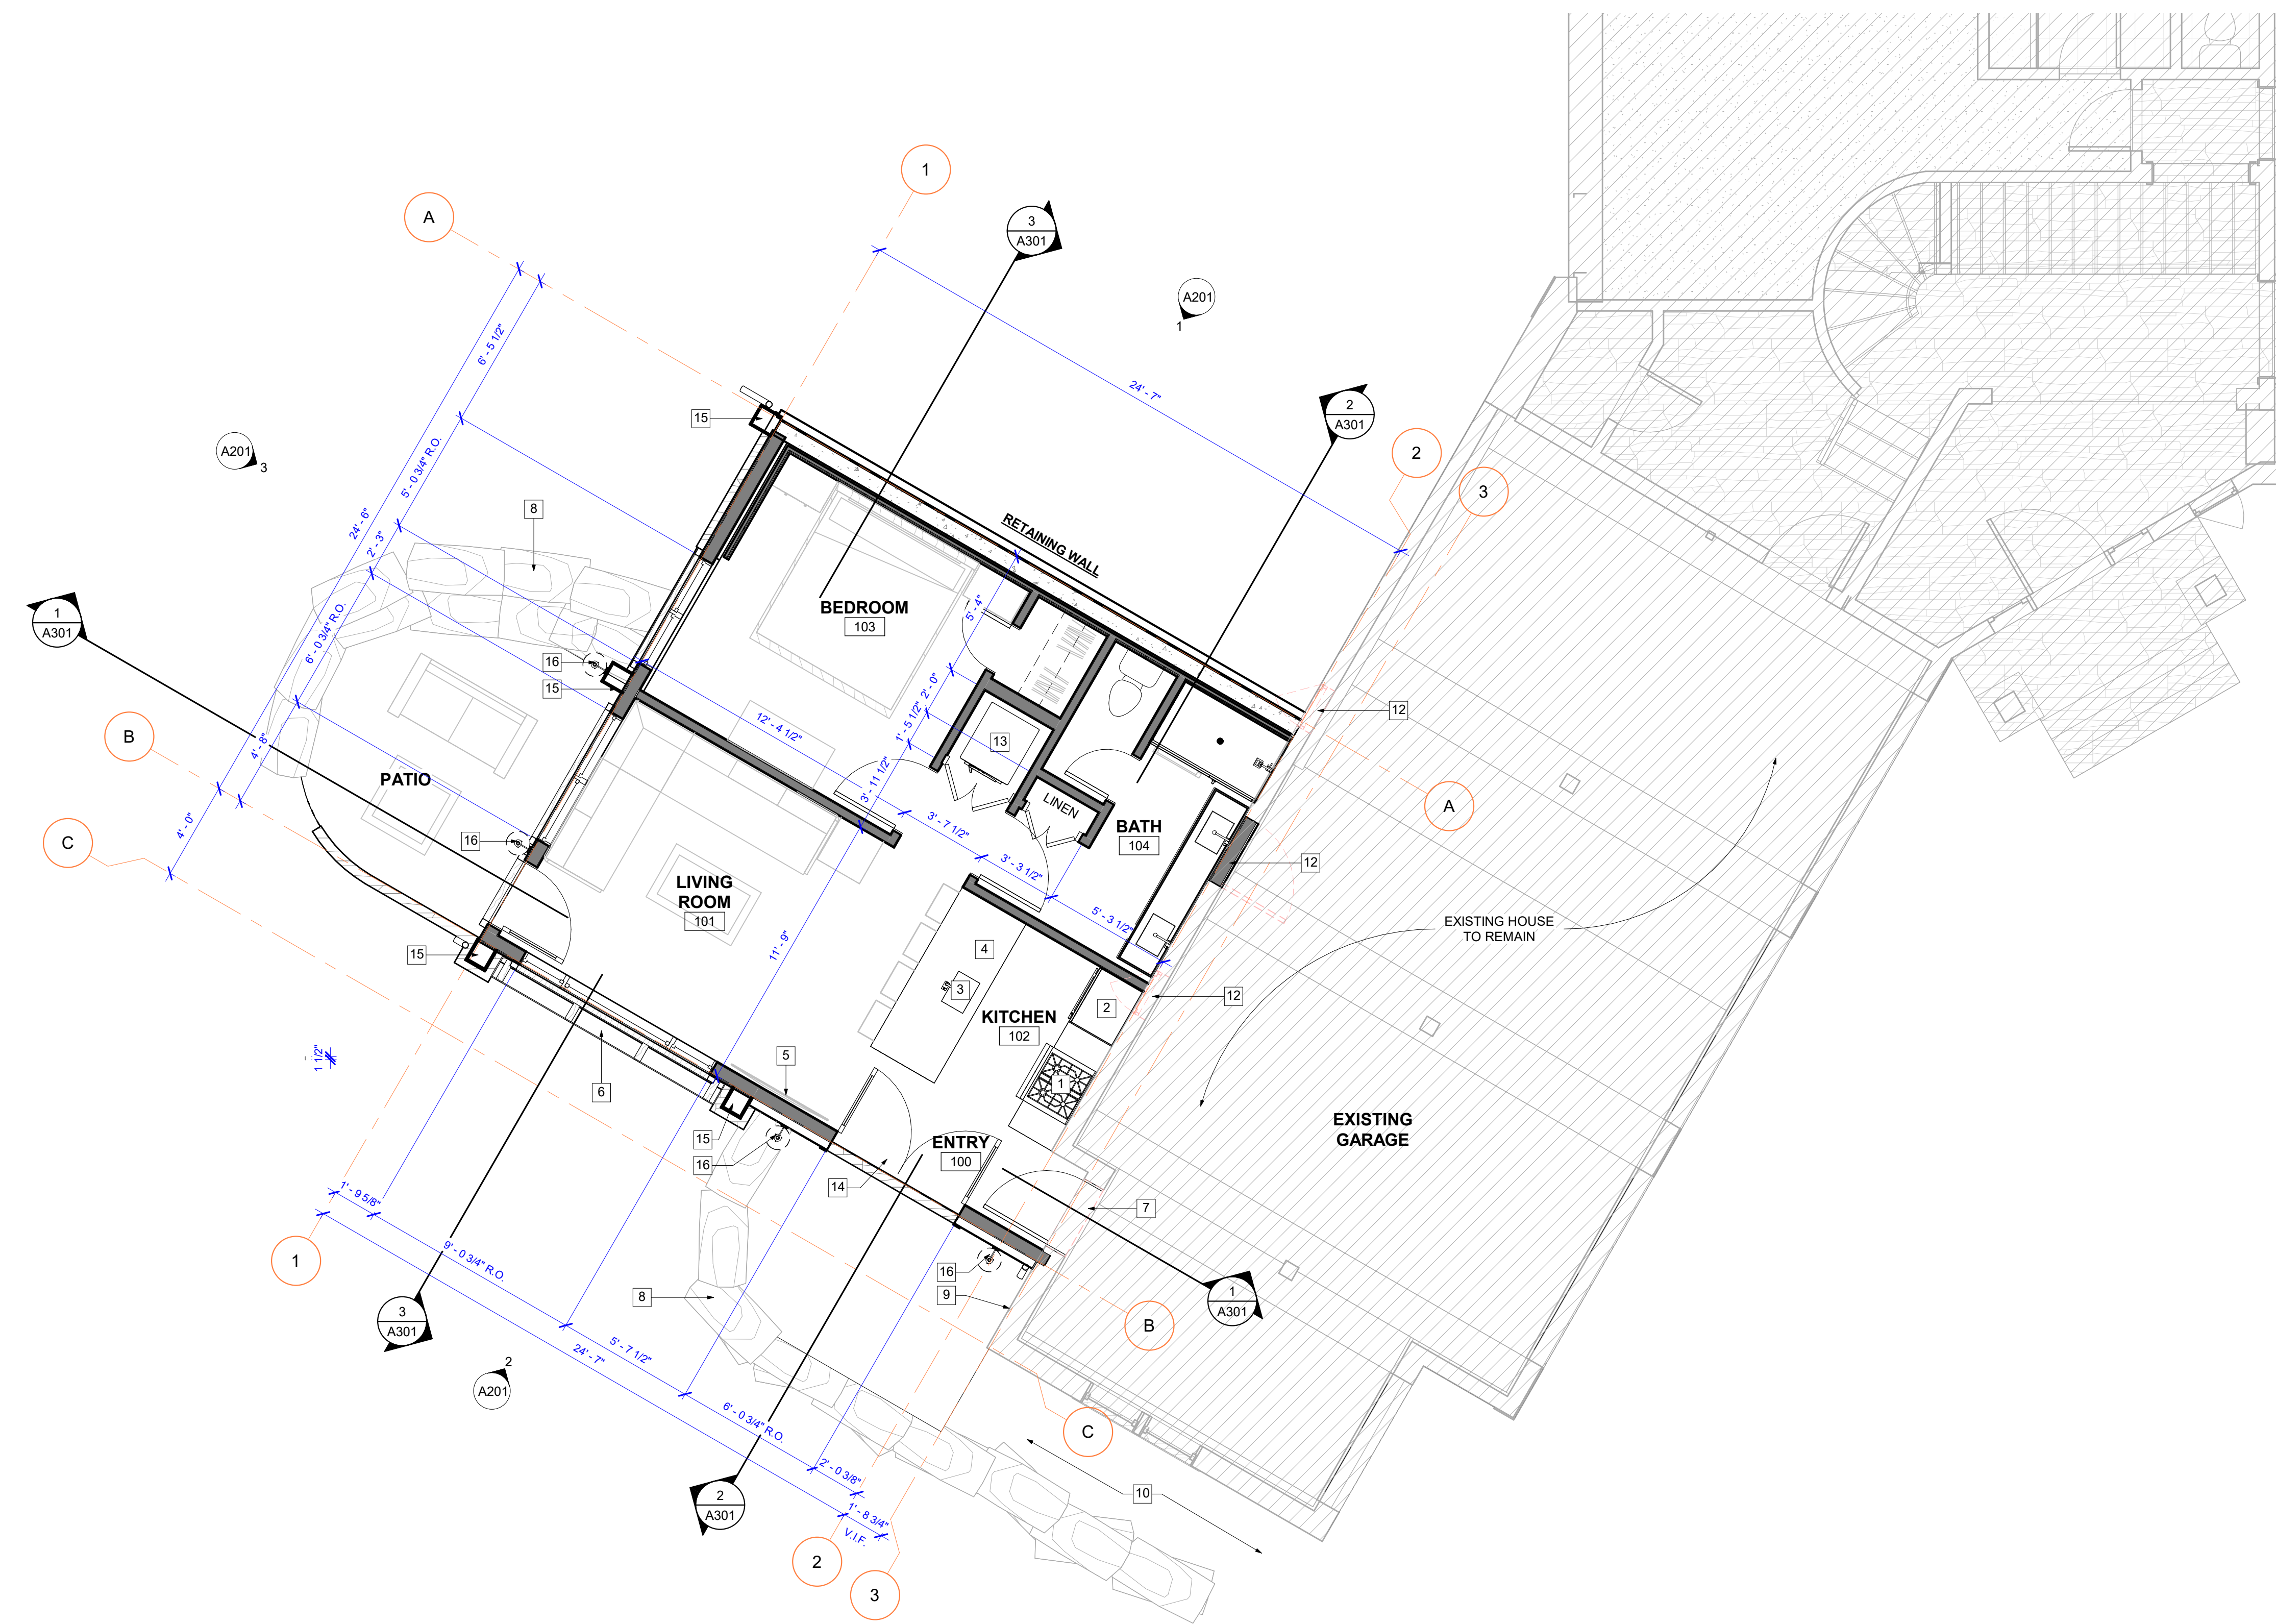 1
A
3
A301
A201
1
6' - 5 1/2"
24' - 7"
2
A301
15
2
A201
3
5' - 0 3/4" R.O.
24' - 6"
3
8
RETAINING WALL
2' - 3"
BEDROOM
103
5' - 4"
1
A301
6' - 0 3/4" R.O.
16
15
2' - 0"
12
B
12' - 4 1/2"
1' - 5 1/2"
13
4' - 8"
PATIO
3' - 11 1/2"
LINEN
A
4' - 0"
C
16
3' - 7 1/2"
BATH
104
12
3' - 3 1/2"
LIVING
ROOM
101
5' - 3 1/2"
EXISTING HOUSE
TO REMAIN
15
11' - 9"
4
3
12
2
KITCHEN
102
1 1/2"
5
6
1
EXISTING
GARAGE
15
ENTRY
100
16
14
1' - 9 5/8"
7
1
9' - 0 3/4" R.O.
16
9
8
1
A301
3
A301
B
5' - 7 1/2"
24' - 7"
2
A201
6' - 0 3/4" R.O.
C
2' - 0 3/8"
10
2
A301
1' - 8 3/4"
V.I.F.
2
3